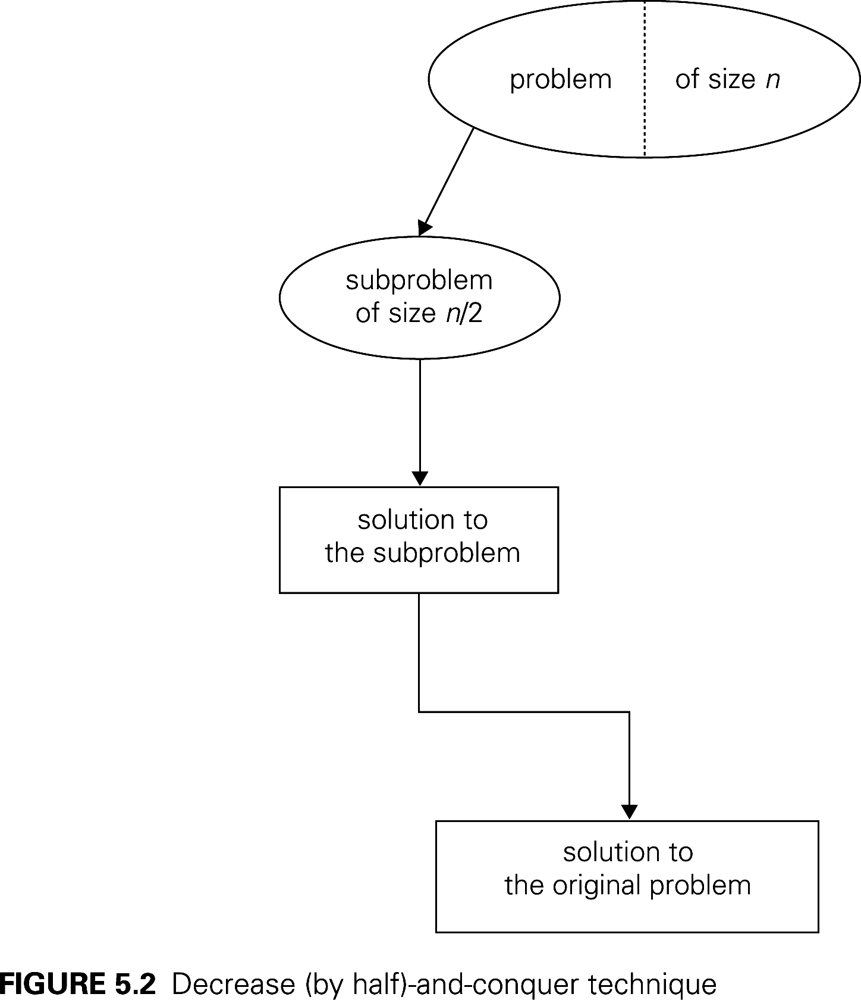 problem of size n
subproblem
of size n/2
solution to
the subproblem
solution to
the original problem
FIGURE 5.2 Decrease (by half)-and-conquer technique